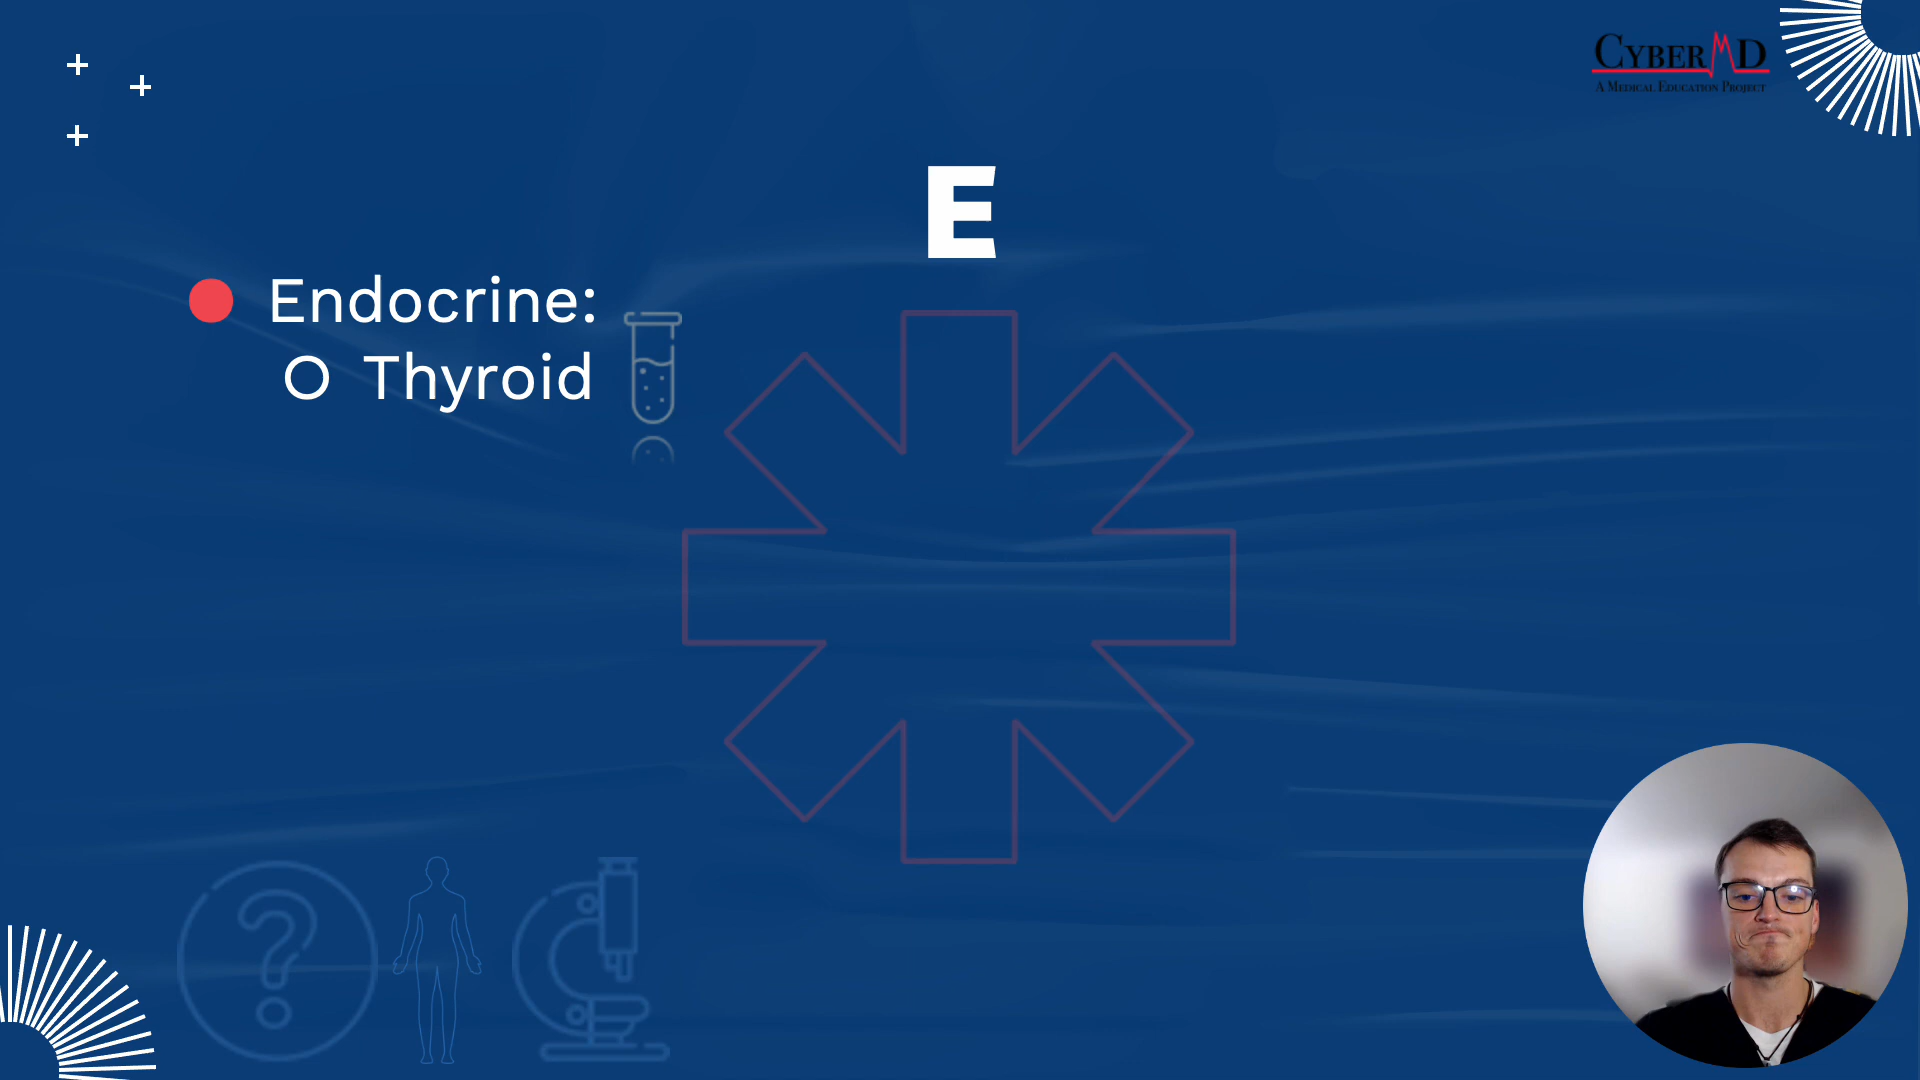 CYBERMD
A MEDICAL EDUCATION PROJECT
E
Endocrine:
Thyroid